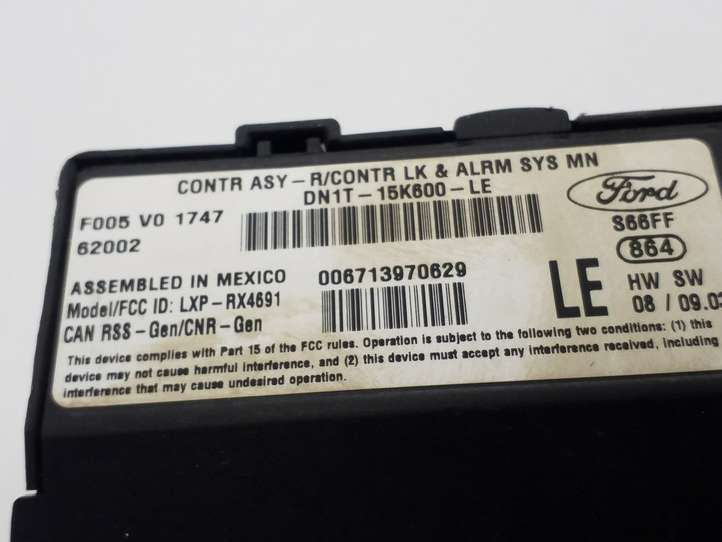 CONTR ASY-R/CONTR LK & ALRM SYS MN
DN1T-15K600-LE
Ford
F005 V0 1747
62002
S66FF
864
ASSEMBLED IN MEXICO
006713970629
LE
HW SW
Model/FCC ID: LXP-RX4691
08 / 09.03
CAN RSS-Gen/CNR-Gen
This device complies with Part 15 of the FCC rules. Operation is subject to the following two conditions: (1) this
device may not cause harmful interference, and (2) this device must accept any interference received, including
interference that may cause undesired operation.